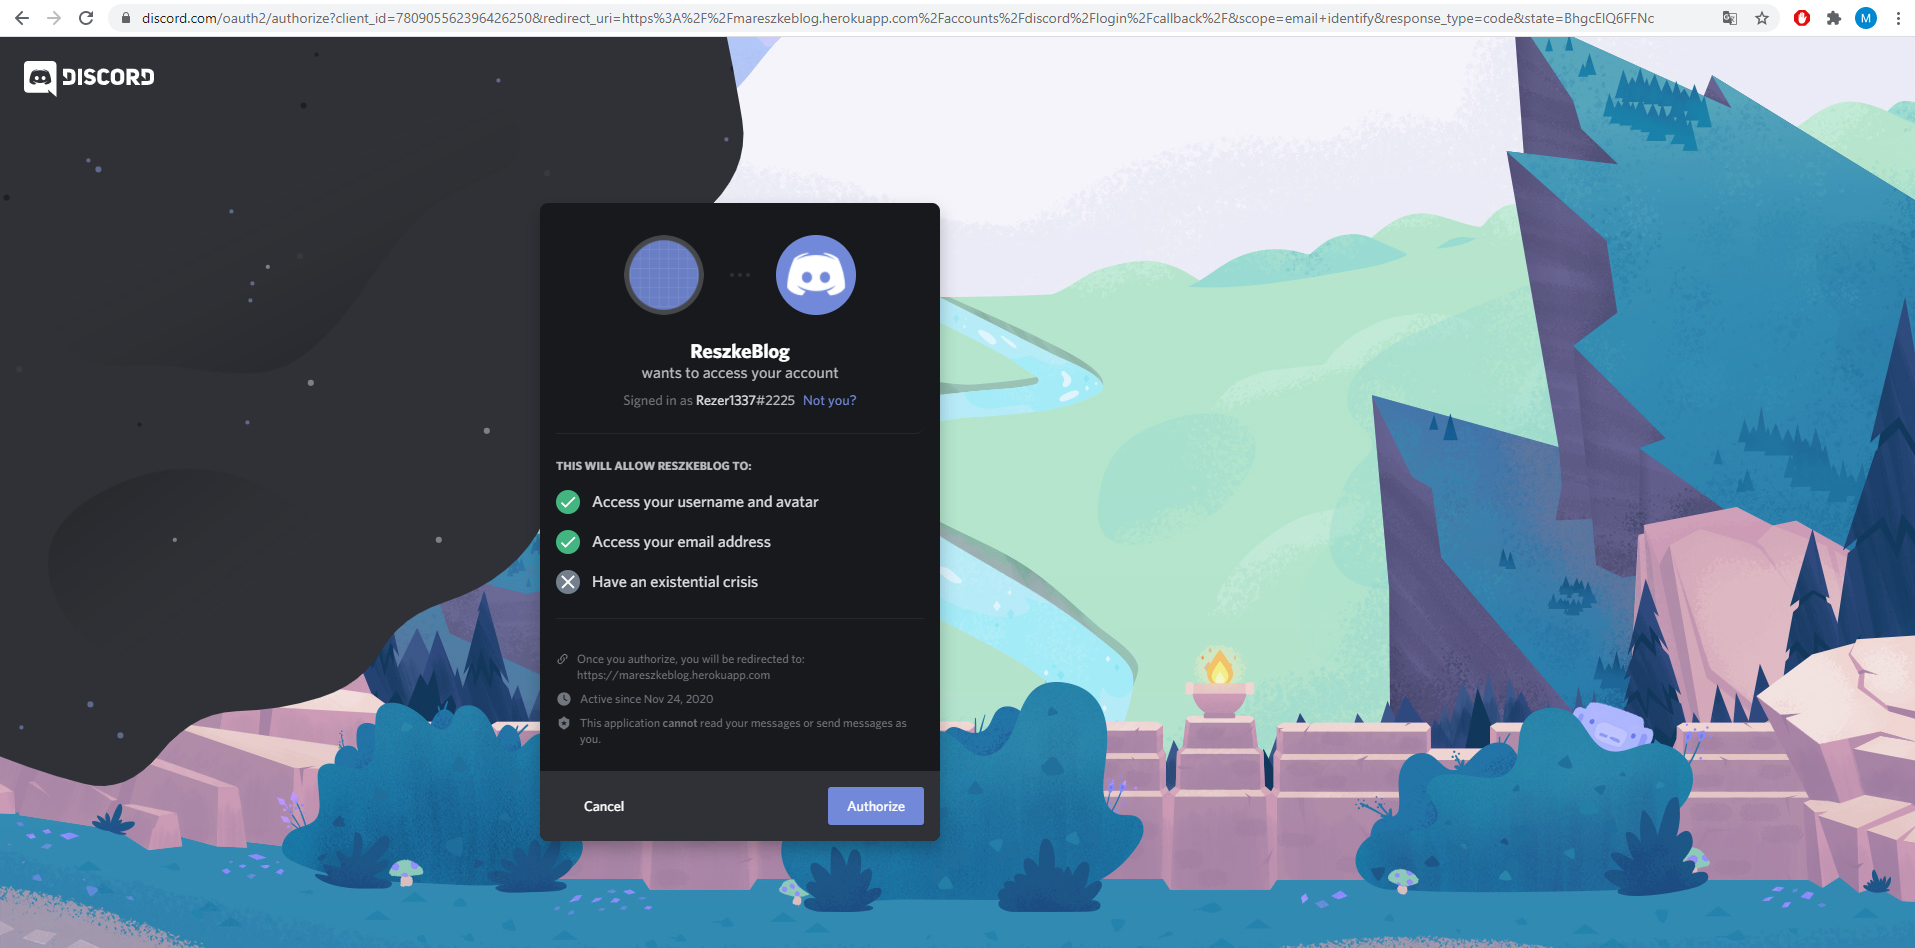 discord.com/oauth2/authorize?client_id=780905562396426250&redirect_uri=https%3A%2F%2Fmareszkeblog.herokuapp.com%2Faccounts%2Fdiscord%2Flogin%2Fcallback%2F&scope=email+identify&response_type=code&state=BhgcElQ6FFNc
M
DISCORD
ReszkeBlog
wants to access your account
Signed in as Rezer1337#2225 Not you?
THIS WILL ALLOW RESZKEBLOG TO:
Access your username and avatar
Access your email address
Have an existential crisis
Once you authorize, you will be redirected to:
https://mareszkeblog.herokuapp.com
Active since Nov 24, 2020
This application cannot read your messages or send messages as
you.
Cancel
Authorize